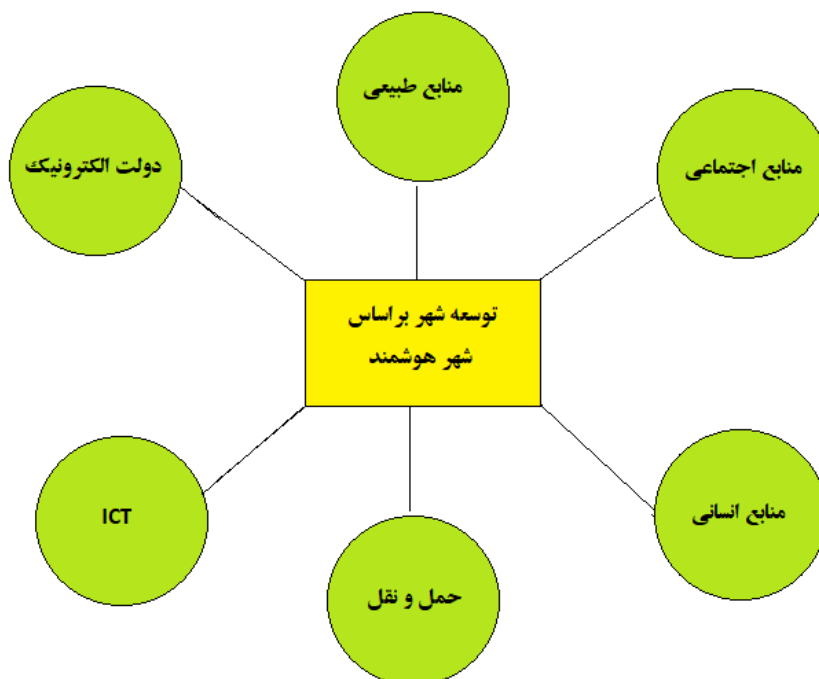 منابع طبیعی
منابع اجتماعی
دولت الکترونیک
توسعه شهر براساس
شهر هوشمند
منابع انسانی
ICT
حمل و نقل